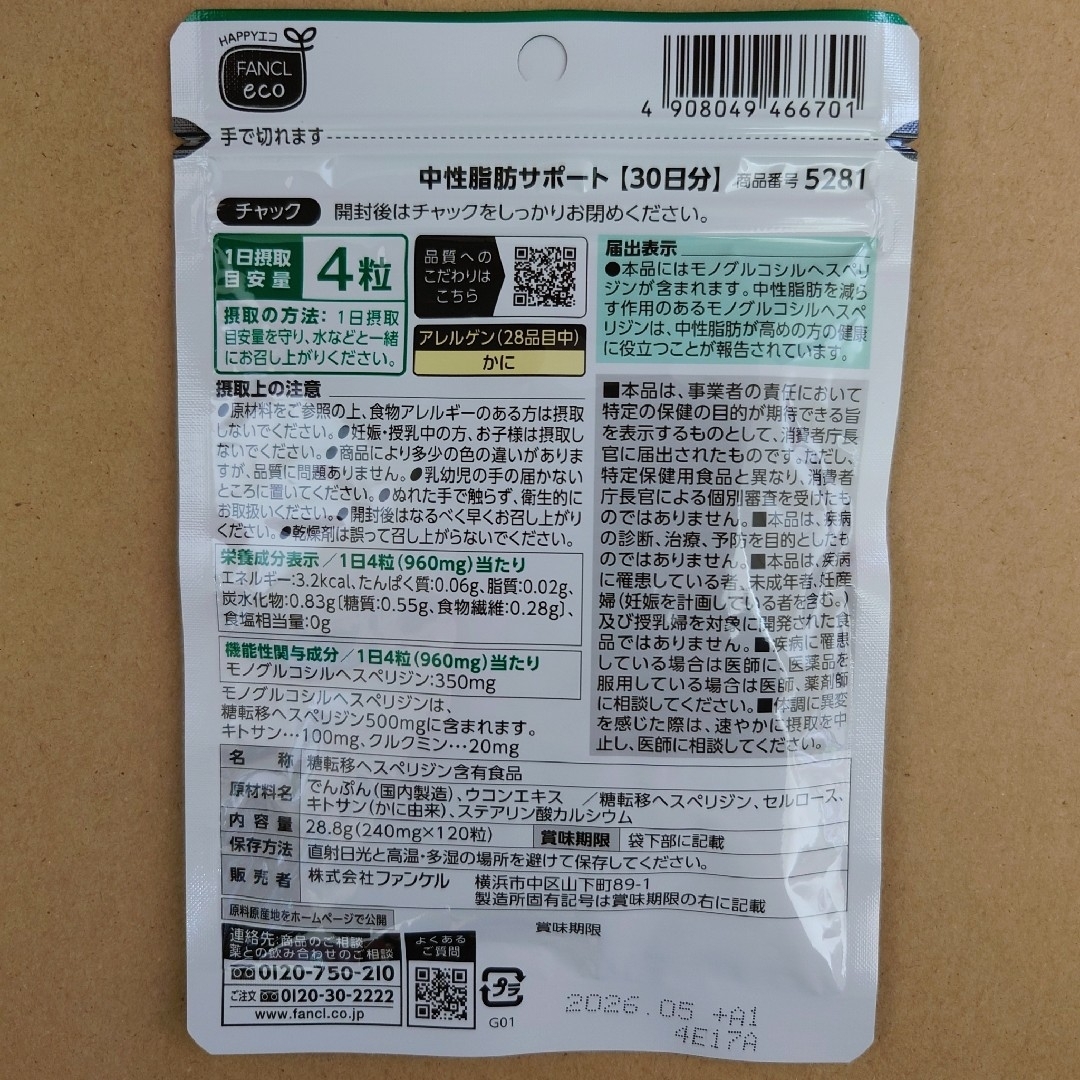 HAPPYエコ
FANCL
eco
4 908049 466701
手で切れます
中性脂肪サポート【30日分】 商品番号 5281
チャック 開封後はチャックをしっかりお閉めください。
1日摂取
目安量 4粒
摂取の方法：1日摂取
目安量を守り、水などと一緒
にお召し上がりください。
品質への
こだわりは
こちら
アレルゲン(28品目中)
かに
届出表示
●本品にはモノグルコシルヘスペリ
ジンが含まれます。中性脂肪を減ら
す作用のあるモノグルコシルヘスペ
リジンは、中性脂肪が高めの方の健康
に役立つことが報告されています。
摂取上の注意
●原材料をご参照の上、食物アレルギーのある方は摂取
しないでください。●妊娠・授乳中の方、お子様は摂取し
ないでください。●商品により多少の色の違いがありま
すが、品質に問題ありません。●乳幼児の手の届かない
ところに置いてください。●ぬれた手で触らず、衛生的に
お取扱いください。●開封後はなるべく早くお召し上がり
ください。●乾燥剤は誤って召し上がらないでください。
■本品は、事業者の責任において
特定の保健の目的が期待できる旨
を表示するものとして、消費者庁長
官に届出されたものです。ただし、
特定保健用食品と異なり、消費者
庁長官による個別審査を受けたも
のではありません。■本品は、疾病
の診断、治療、予防を目的としたも
のではありません。■本品は、疾病
に罹患している者、未成年者、妊産
婦(妊娠を計画している者を含む。)
及び授乳婦を対象に開発された食
品ではありません。■疾病に罹患
している場合は医師に、医薬品を
服用している場合は医師、薬剤師
に相談してください。■体調に異変
を感じた際は、速やかに摂取を中
止し、医師に相談してください。
栄養成分表示／1日4粒(960mg)当たり
エネルギー:3.2kcal、たんぱく質:0.06g、脂質:0.02g、
炭水化物:0.83g〔糖質:0.55g、食物繊維:0.28g〕、
食塩相当量:0g
機能性関与成分／1日4粒(960mg)当たり
モノグルコシルヘスペリジン:350mg
モノグルコシルヘスペリジンは、
糖転移ヘスペリジン500mgに含まれます。
キトサン…100mg、クルクミン…20mg
名称 糖転移ヘスペリジン含有食品
原材料名 でんぷん(国内製造)、ウコンエキス ／糖転移ヘスペリジン、セルロース、
キトサン(かに由来)、ステアリン酸カルシウム
内容量 28.8g(240mg×120粒) 賞味期限 袋下部に記載
保存方法 直射日光と高温・多湿の場所を避けて保存してください。
販売者 株式会社ファンケル 横浜市中区山下町89-1
製造所固有記号は賞味期限の右に記載
原料原産地をホームページで公開
連絡先:商品のご相談
薬との飲み合わせのご相談
0120-750-210
ご注文 0120-30-2222
www.fancl.co.jp
よくある
ご質問
プラ
G01
賞味期限
2026.05 +A1
4E17A